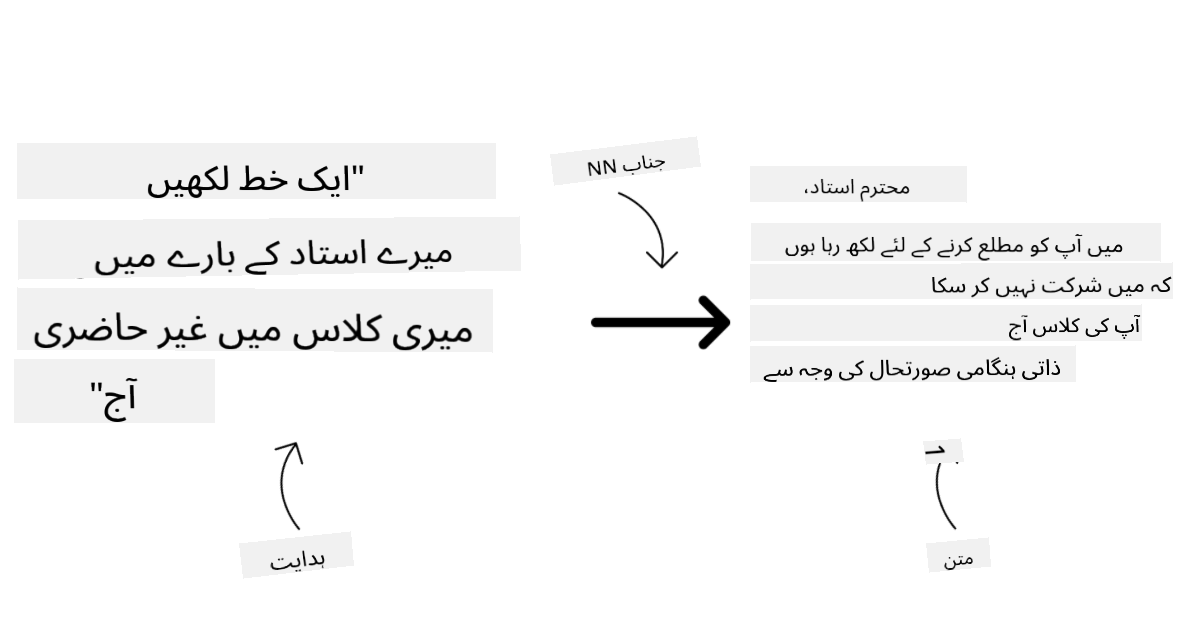 "ایک خط لکھیں
میرے استاد کے بارے میں
میری کلاس میں غیر حاضری
آج"
ہدایت
جناب NN
محترم استاد،
میں آپ کو مطلع کرنے کے لئے لکھ رہا ہوں
کہ میں شرکت نہیں کر سکا
آپ کی کلاس آج
ذاتی ہنگامی صورتحال کی وجہ سے
متن